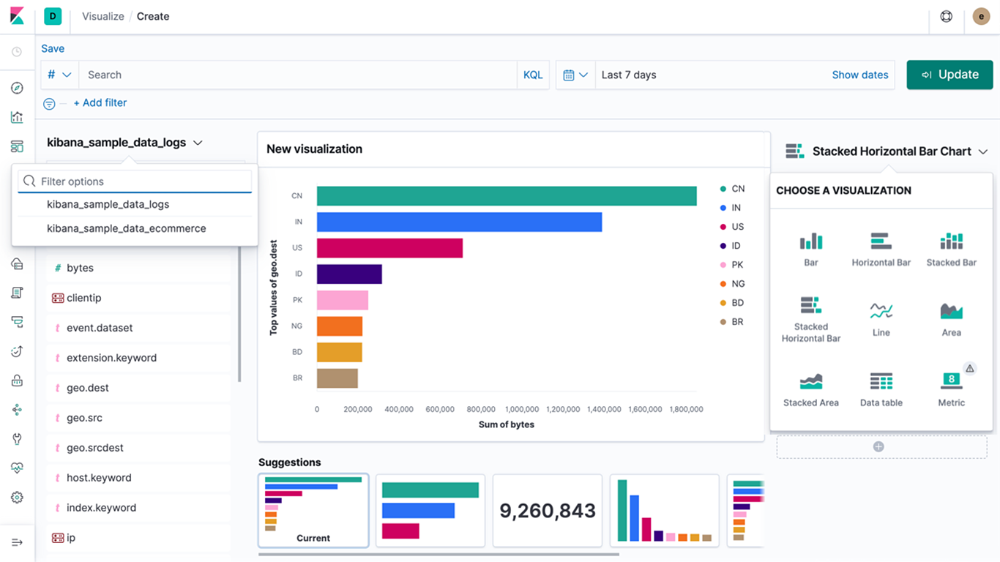 D Visualize / Create e
Save
# Search KQL Last 7 days Show dates Update
+ Add filter
kibana_sample_data_logs
Filter options
kibana_sample_data_logs
kibana_sample_data_ecommerce
# bytes
clientip
t event.dataset
t extension.keyword
t geo.dest
t geo.src
t geo.srcdest
t host.keyword
t index.keyword
ip
New visualization
Top values of geo.dest
CN
IN
US
ID
PK
NG
BD
BR
0 200,000 400,000 600,000 800,000 1,000,000 1,200,000 1,400,000 1,600,000 1,800,000
Sum of bytes
CN
IN
US
ID
PK
NG
BD
BR
Suggestions
Current
9,260,843
Stacked Horizontal Bar Chart
CHOOSE A VISUALIZATION
Bar Horizontal Bar Stacked Bar
Stacked
Horizontal Bar
Line Area
8
Stacked Area Data table Metric